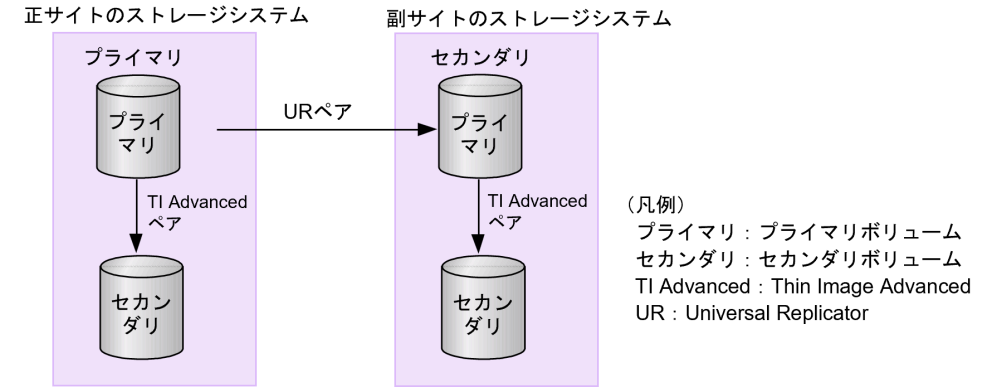 正サイトのストレージシステム
副サイトのストレージシステム
プライマリ
セカンダリ
プライ
マリ
URペア
プライ
マリ
TI Advanced
ペア
TI Advanced
ペア
セカン
ダリ
セカン
ダリ
（凡例）
プライマリ：プライマリボリューム
セカンダリ：セカンダリボリューム
TI Advanced：Thin Image Advanced
UR：Universal Replicator